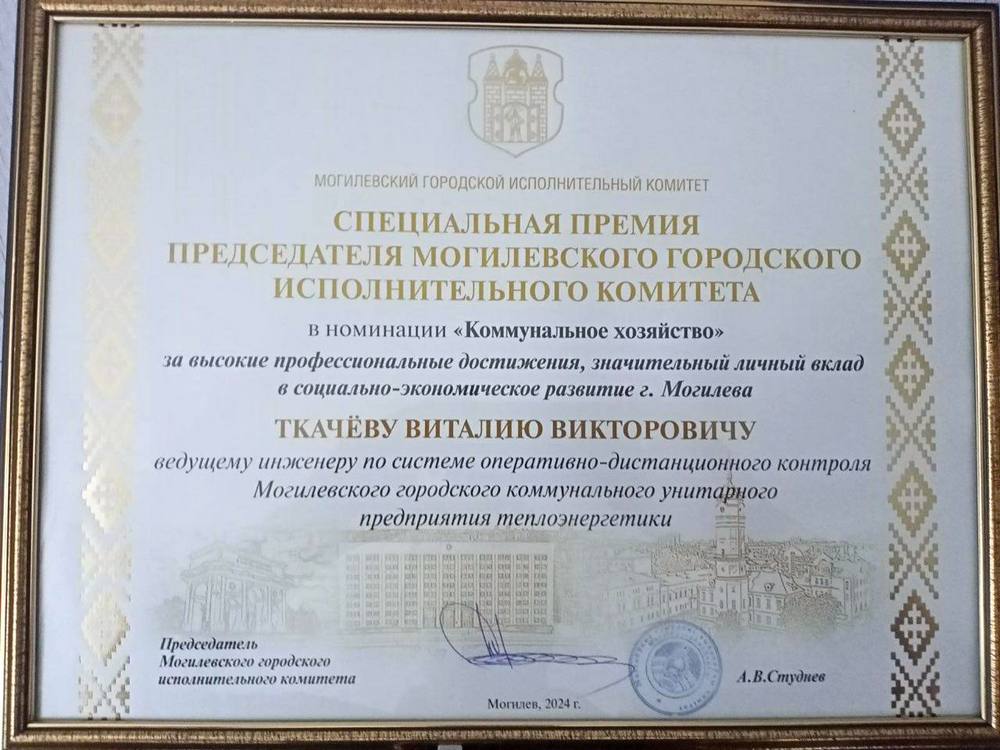 МОГИЛЕВСКИЙ ГОРОДСКОЙ ИСПОЛНИТЕЛЬНЫЙ КОМИТЕТ
СПЕЦИАЛЬНАЯ ПРЕМИЯ
ПРЕДСЕДАТЕЛЯ МОГИЛЕВСКОГО ГОРОДСКОГО
ИСПОЛНИТЕЛЬНОГО КОМИТЕТА
в номинации «Коммунальное хозяйство»
за высокие профессиональные достижения, значительный личный вклад
в социально-экономическое развитие г. Могилева
ТКАЧЁВУ ВИТАЛИЮ ВИКТОРОВИЧУ
ведущему инженеру по системе оперативно-дистанционного контроля
Могилевского городского коммунального унитарного
предприятия теплоэнергетики
Председатель
Могилевского городского
исполнительного комитета
А.В.Студнев
Могилев, 2024 г.